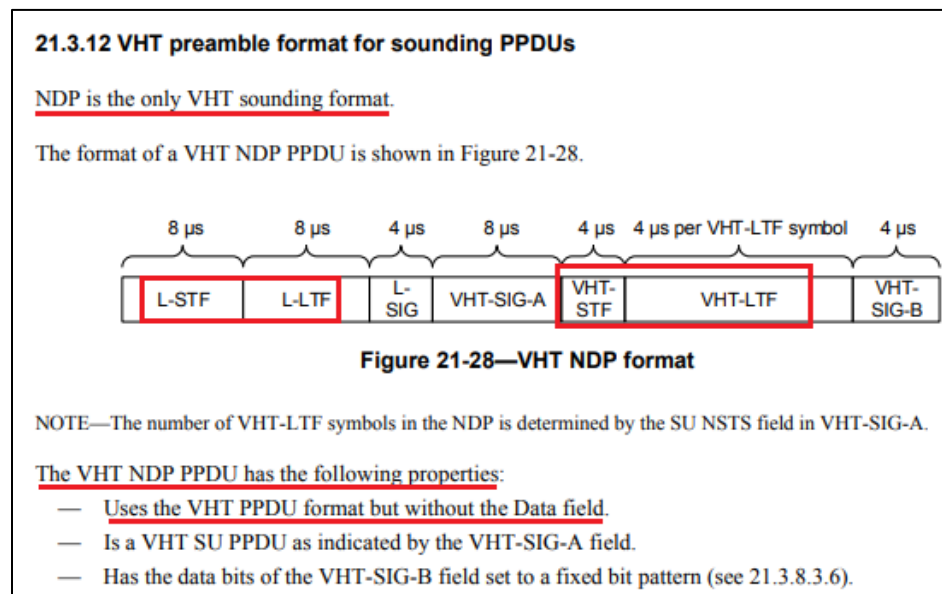 21.3.12 VHT preamble format for sounding PPDUs
NDP is the only VHT sounding format.
The format of a VHT NDP PPDU is shown in Figure 21-28.
8 µs 8 µs 4 µs 8 µs 4 µs 4 µs per VHT-LTF symbol 4 µs
L-STF L-LTF L- SIG VHT-SIG-A VHT- STF VHT-LTF VHT- SIG-B
Figure 21-28—VHT NDP format
NOTE—The number of VHT-LTF symbols in the NDP is determined by the SU NSTS field in VHT-SIG-A.
The VHT NDP PPDU has the following properties:
— Uses the VHT PPDU format but without the Data field.
— Is a VHT SU PPDU as indicated by the VHT-SIG-A field.
— Has the data bits of the VHT-SIG-B field set to a fixed bit pattern (see 21.3.8.3.6).